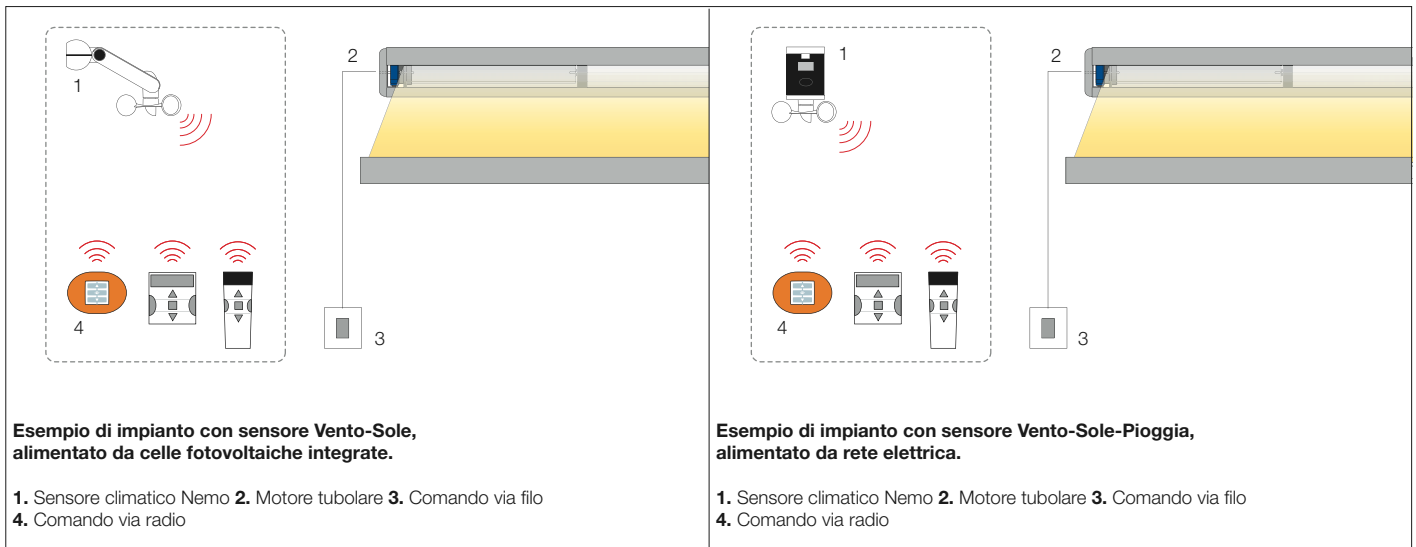 1
2
4
3
Esempio di impianto con sensore Vento-Sole,
alimentato da celle fotovoltaiche integrate.
1. Sensore climatico Nemo 2. Motore tubolare 3. Comando via filo
4. Comando via radio
1
2
4
3
Esempio di impianto con sensore Vento-Sole-Pioggia,
alimentato da rete elettrica.
1. Sensore climatico Nemo 2. Motore tubolare 3. Comando via filo
4. Comando via radio